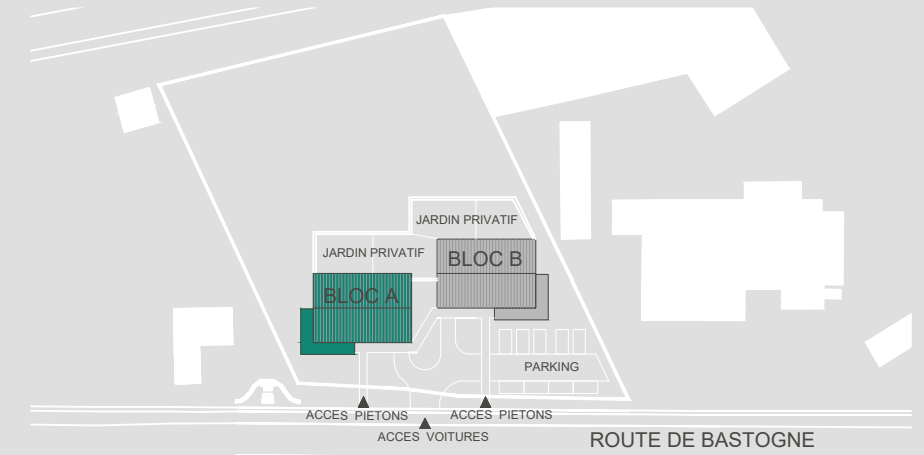 JARDIN PRIVATIF
JARDIN PRIVATIF
BLOC B
BLOC A
PARKING
ACCES PIETONS
ACCES PIETONS
ACCES VOITURES
ROUTE DE BASTOGNE